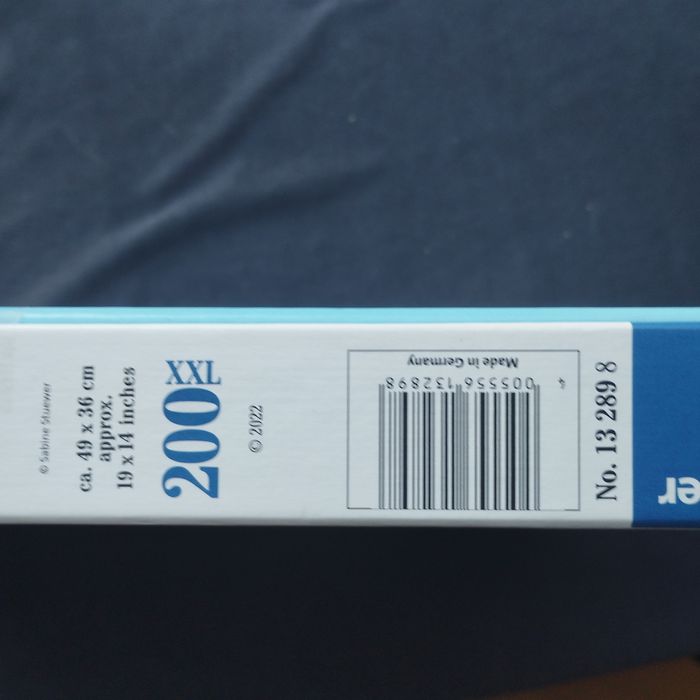 © Sabine Stuewer
ca. 49 x 36 cm
approx.
19 x 14 inches
200
XXL
© 2022
Made in Germany
4 005556 132898
No. 13 289 8
er